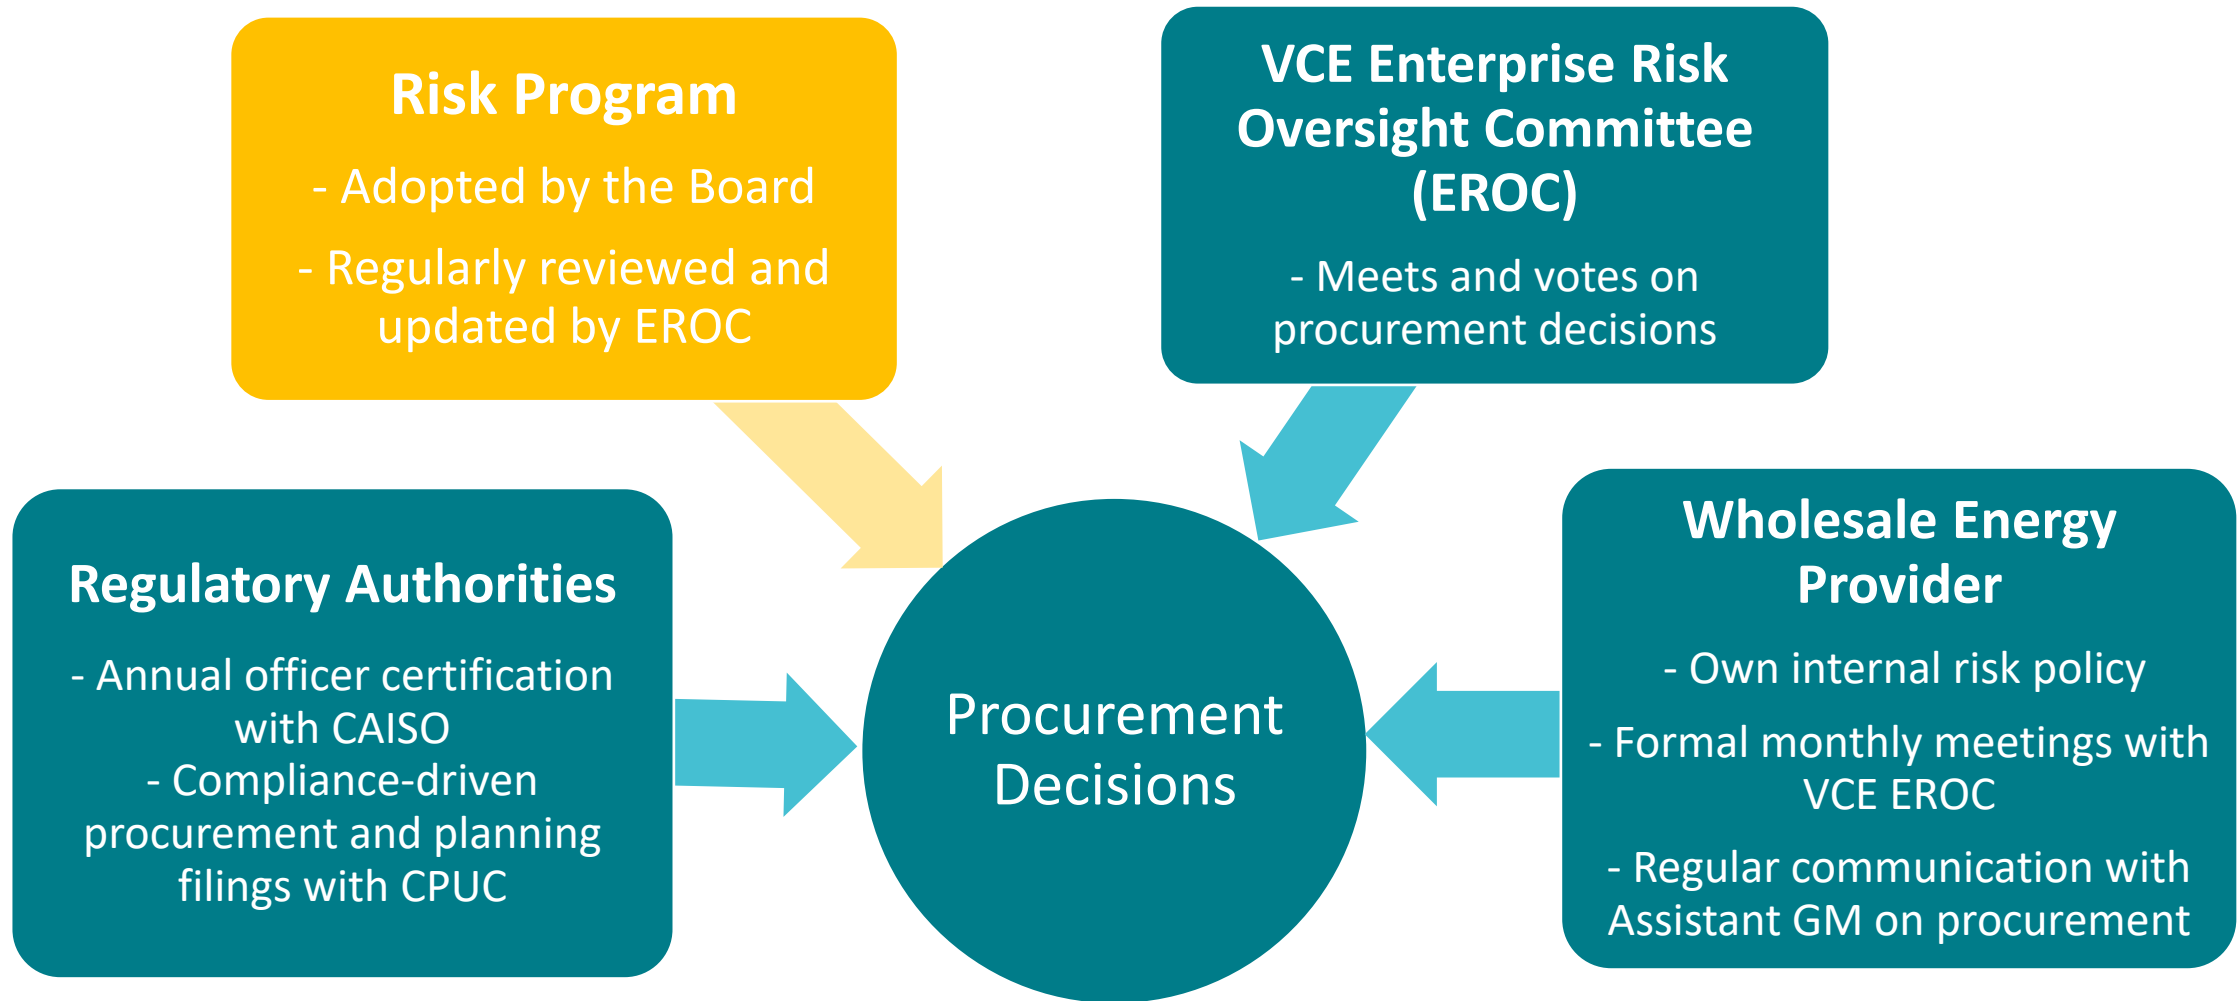 Risk Program
- Adopted by the Board
- Regularly reviewed and
updated by EROC
VCE Enterprise Risk
Oversight Committee
(EROC)
- Meets and votes on
procurement decisions
Regulatory Authorities
- Annual officer certification
with CAISO
- Compliance-driven
procurement and planning
filings with CPUC
Procurement
Decisions
Wholesale Energy
Provider
- Own internal risk policy
- Formal monthly meetings with
VCE EROC
- Regular communication with
Assistant GM on procurement